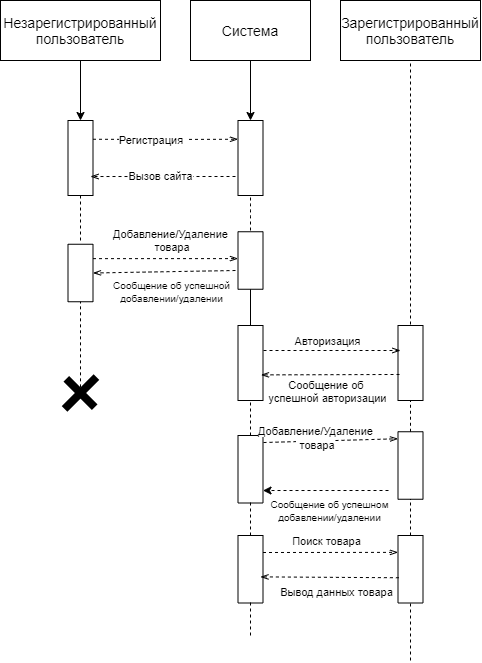 Незарегистрированный
пользователь
Система
Зарегистрированный
пользователь
Регистрация
Вызов сайта
Добавление/Удаление
товара
Сообщение об успешной
добавлении/удалении
Авторизация
Сообщение об
успешной авторизации
Добавление/Удаление
товара
Сообщение об успешном
добавлении/удалении
Поиск товара
Вывод данных товара